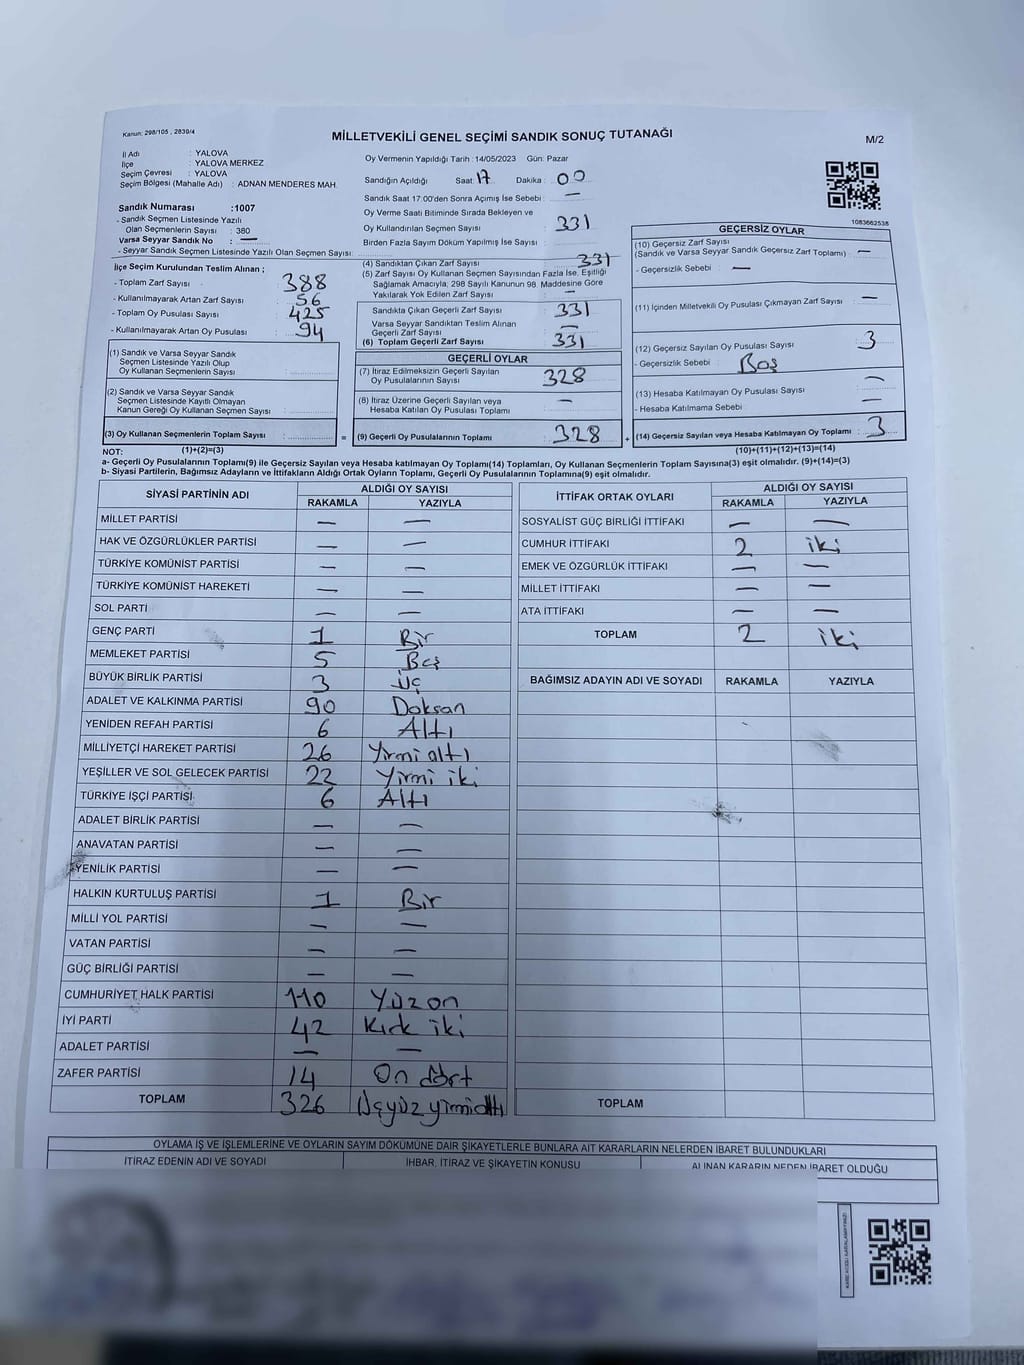 Kanun: 298/105 , 2839/4
MİLLETVEKİLİ GENEL SEÇİMİ SANDIK SONUÇ TUTANAĞI
M/2
İl Adı : YALOVA
İlçe : YALOVA MERKEZ
Seçim Çevresi : YALOVA
Seçim Bölgesi (Mahalle Adı) : ADNAN MENDERES MAH.
Sandık Numarası :1007
- Sandık Seçmen Listesinde Yazılı
Olan Seçmenlerin Sayısı : 380
Varsa Seyyar Sandık No : —
- Seyyar Sandık Seçmen Listesinde Yazılı Olan Seçmen Sayısı:
İlçe Seçim Kurulundan Teslim Alınan ;
- Toplam Zarf Sayısı : 388
- Kullanılmayarak Artan Zarf Sayısı : 56
- Toplam Oy Pusulası Sayısı : 425
- Kullanılmayarak Artan Oy Pusulası : 94
(1) Sandık ve Varsa Seyyar Sandık
Seçmen Listesinde Yazılı Olup
Oy Kullanan Seçmenlerin Sayısı :
(2) Sandık ve Varsa Seyyar Sandık
Seçmen Listesinde Kayıtlı Olmayan
Kanun Gereği Oy Kullanan Seçmen Sayısı :
(3) Oy Kullanan Seçmenlerin Toplam Sayısı :
Oy Vermenin Yapıldığı Tarih : 14/05/2023 Gün: Pazar
Sandığın Açıldığı Saat: 17 Dakika : 00
Sandık Saat 17.00'den Sonra Açımış İse Sebebi : —
Oy Verme Saati Bitiminde Sırada Bekleyen ve
Oy Kullandırılan Seçmen Sayısı : 331
Birden Fazla Sayım Döküm Yapılmış İse Sayısı :
(4) Sandıktan Çıkan Zarf Sayısı 331
(5) Zarf Sayısı Oy Kullanan Seçmen Sayısından Fazla İse, Eşitliği
Sağlamak Amacıyla; 298 Sayılı Kanunun 98. Maddesine Göre
Yakılarak Yok Edilen Zarf Sayısı : —
Sandıkta Çıkan Geçerli Zarf Sayısı : 331
Varsa Seyyar Sandıktan Teslim Alınan
Geçerli Zarf Sayısı : —
(6) Toplam Geçerli Zarf Sayısı : 331
GEÇERLİ OYLAR
(7) İtiraz Edilmeksizin Geçerli Sayılan
Oy Pusulalarının Sayısı : 328
(8) İtiraz Üzerine Geçerli Sayılan veya
Hesaba Katılan Oy Pusulası Toplamı : —
= (9) Geçerli Oy Pusulalarının Toplamı : 328
1083662538
GEÇERSİZ OYLAR
(10) Geçersiz Zarf Sayısı
(Sandık ve Varsa Seyyar Sandık Geçersiz Zarf Toplamı) : —
- Geçersizlik Sebebi : —
(11) İçinden Milletvekili Oy Pusulası Çıkmayan Zarf Sayısı : —
(12) Geçersiz Sayılan Oy Pusulası Sayısı : 3
- Geçersizlik Sebebi : Boş
(13) Hesaba Katılmayan Oy Pusulası Sayısı : —
- Hesaba Katılmama Sebebi : —
+ (14) Geçersiz Sayılan veya Hesaba Katılmayan Oy Toplamı : 3
NOT: (1)+(2)=(3) (10)+(11)+(12)+(13)=(14)
a- Geçerli Oy Pusulalarının Toplamı(9) ile Geçersiz Sayılan veya Hesaba katılmayan Oy Toplamı(14) Toplamları, Oy Kullanan Seçmenlerin Toplam Sayısına(3) eşit olmalıdır. (9)+(14)=(3)
b- Siyasi Partilerin, Bağımsız Adayların ve İttifakların Aldığı Ortak Oyların Toplamı, Geçerli Oy Pusulalarının Toplamına(9) eşit olmalıdır.
SİYASİ PARTİNİN ADI ALDIĞI OY SAYISI
RAKAMLA YAZIYLA
MİLLET PARTİSİ — —
HAK VE ÖZGÜRLÜKLER PARTİSİ — —
TÜRKİYE KOMÜNİST PARTİSİ — —
TÜRKİYE KOMÜNİST HAREKETİ — —
SOL PARTİ — —
GENÇ PARTİ 1 Bir
MEMLEKET PARTİSİ 5 Beş
BÜYÜK BİRLİK PARTİSİ 3 Üç
ADALET VE KALKINMA PARTİSİ 90 Doksan
YENİDEN REFAH PARTİSİ 6 Altı
MİLLİYETÇİ HAREKET PARTİSİ 26 Yirmi altı
YEŞİLLER VE SOL GELECEK PARTİSİ 22 Yirmi iki
TÜRKİYE İŞÇİ PARTİSİ 6 Altı
ADALET BİRLİK PARTİSİ — —
ANAVATAN PARTİSİ — —
YENİLİK PARTİSİ — —
HALKIN KURTULUŞ PARTİSİ 1 Bir
MİLLİ YOL PARTİSİ — —
VATAN PARTİSİ — —
GÜÇ BİRLİĞİ PARTİSİ — —
CUMHURİYET HALK PARTİSİ 110 Yüz on
İYİ PARTİ 42 Kırk iki
ADALET PARTİSİ — —
ZAFER PARTİSİ 14 On dört
TOPLAM 326 Üçyüz yirmialtı
İTTİFAK ORTAK OYLARI ALDIĞI OY SAYISI
RAKAMLA YAZIYLA
SOSYALİST GÜÇ BİRLİĞİ İTTİFAKI — —
CUMHUR İTTİFAKI 2 iki
EMEK VE ÖZGÜRLÜK İTTİFAKI — —
MİLLET İTTİFAKI — —
ATA İTTİFAKI — —
TOPLAM 2 iki
BAĞIMSIZ ADAYIN ADI VE SOYADI RAKAMLA YAZIYLA
TOPLAM
OYLAMA İŞ VE İŞLEMLERİNE VE OYLARIN SAYIM DÖKÜMÜNE DAİR ŞİKAYETLERLE BUNLARA AİT KARARLARIN NELERDEN İBARET BULUNDUKLARI
İTİRAZ EDENİN ADI VE SOYADI İHBAR, İTİRAZ VE ŞİKAYETİN KONUSU ALINAN KARARIN NEDEN İBARET OLDUĞU